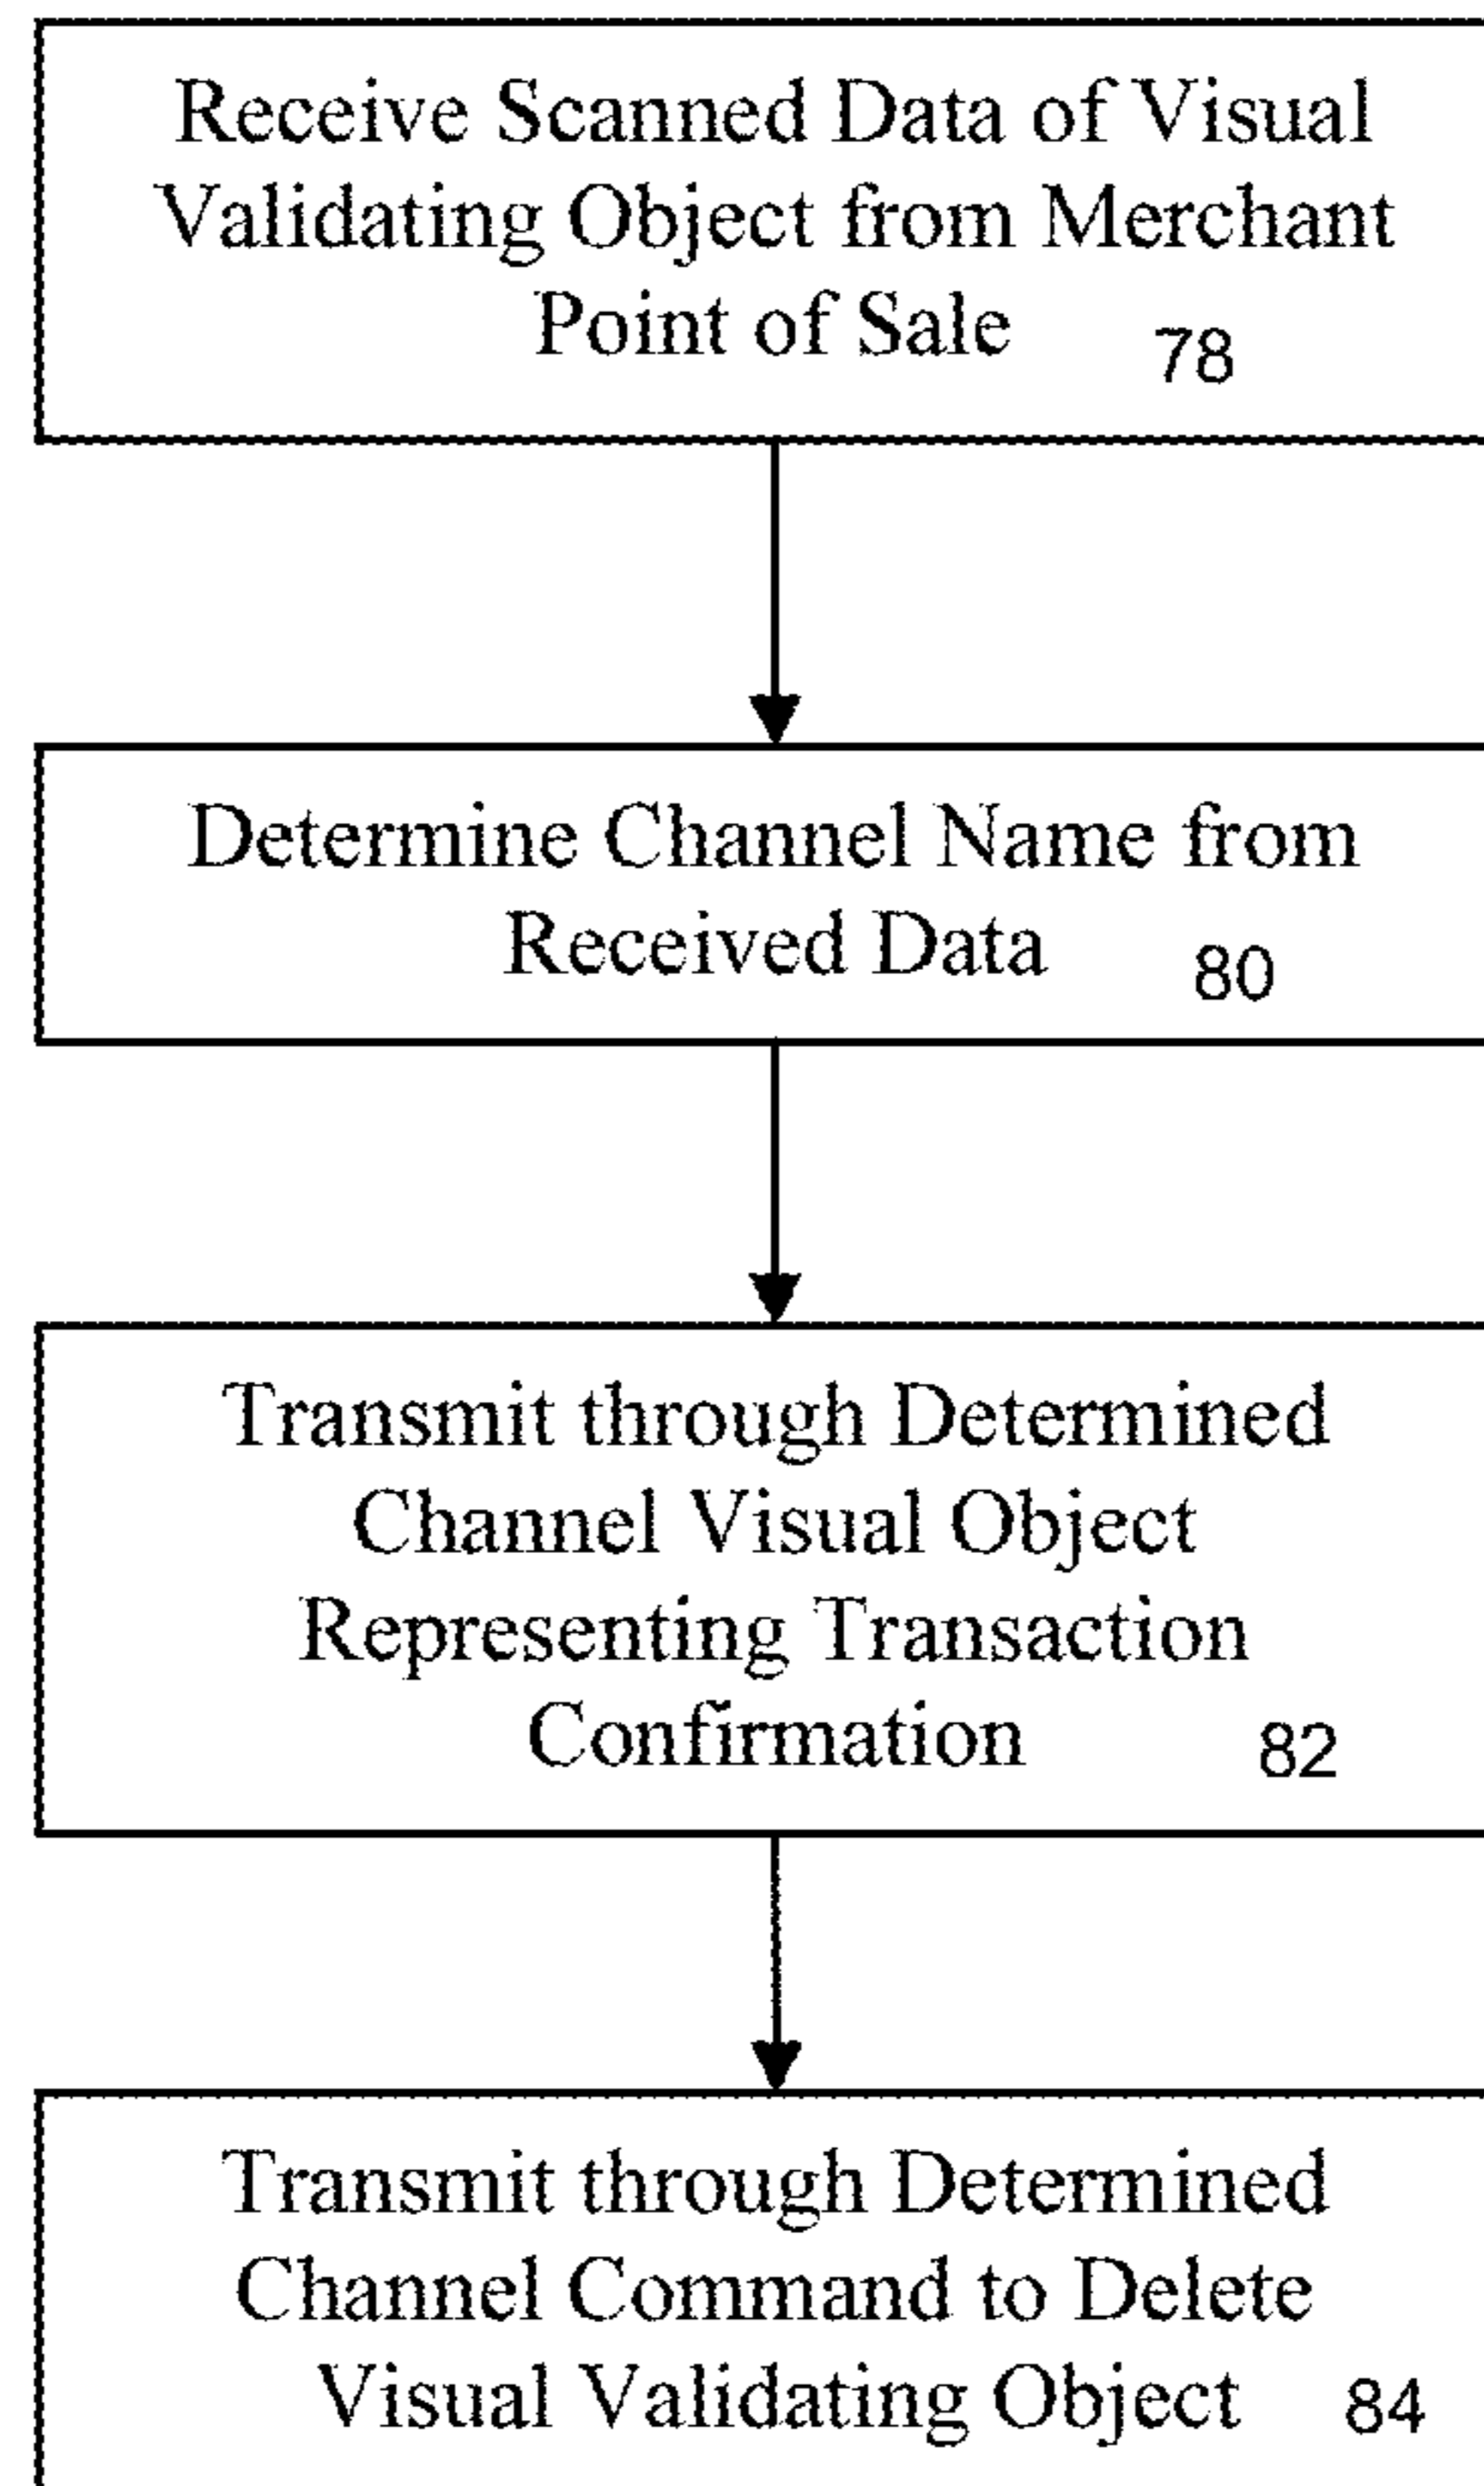 Receive Scanned Data of Visual
Validating Object from Merchant
Point of Sale 78
Determine Channel Name from
Received Data 80
Transmit through Determined
Channel Visual Object
Representing Transaction
Confirmation 82
Transmit through Determined
Channel Command to Delete
Visual Validating Object 84